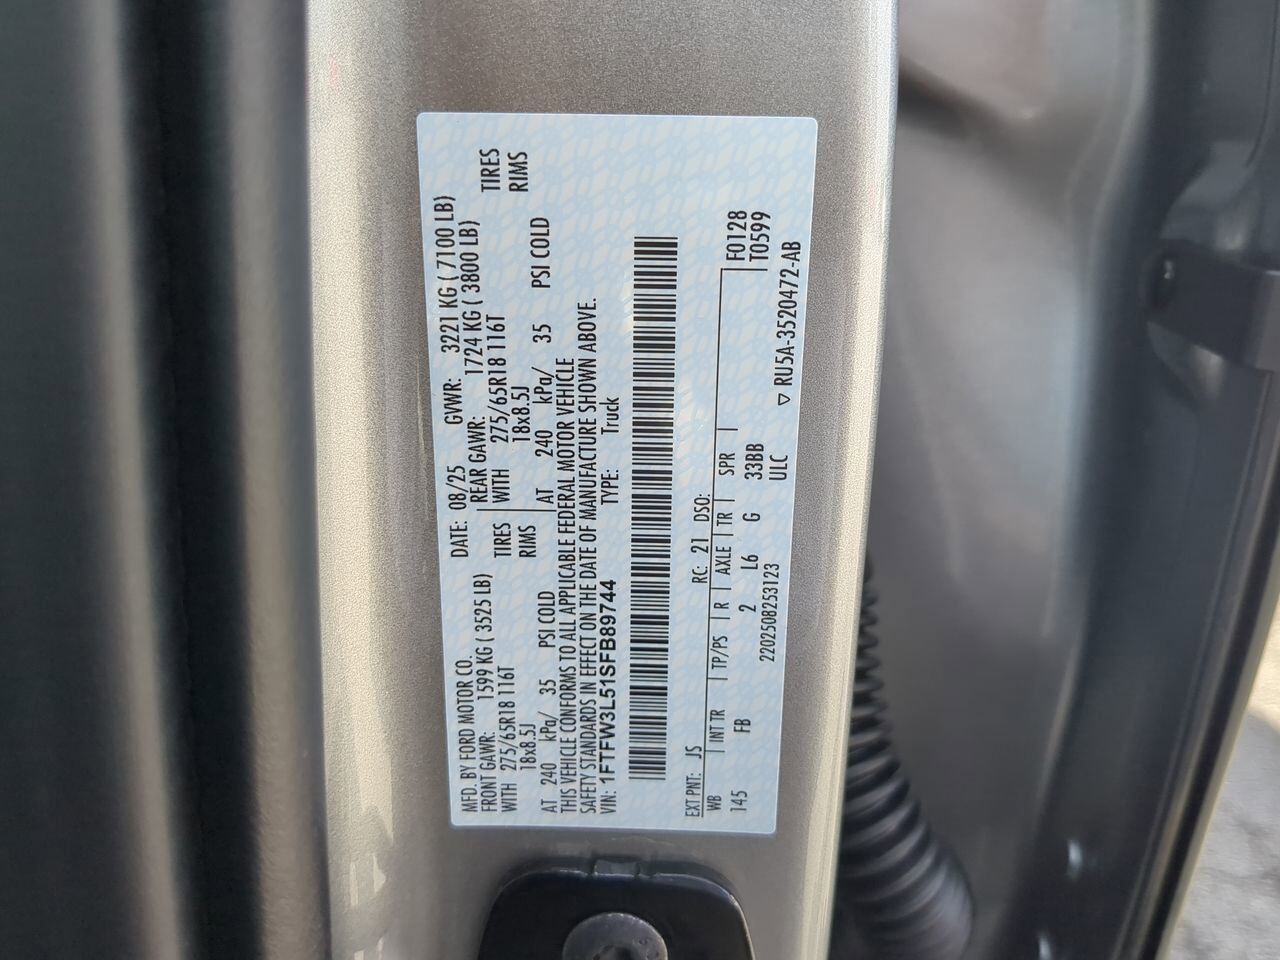 MFD. BY FORD MOTOR CO.
DATE: 08/25 GVWR: 3221 KG ( 7100 LB)
FRONT GAWR: 1599 KG ( 3525 LB)
REAR GAWR: 1724 KG ( 3800 LB)
WITH 275/65R18 116T TIRES
WITH 275/65R18 116T TIRES
18x8.5J RIMS
18x8.5J RIMS
AT 240 kPa/ 35 PSI COLD
AT 240 kPa/ 35 PSI COLD
THIS VEHICLE CONFORMS TO ALL APPLICABLE FEDERAL MOTOR VEHICLE
SAFETY STANDARDS IN EFFECT ON THE DATE OF MANUFACTURE SHOWN ABOVE.
VIN: 1FTFW3L51SFB89744 TYPE: Truck
EXT PNT: JS RC: 21 DSO:
WB INT TR TP/PS R AXLE TR SPR F0128
145 FB 2 L6 G 33BB T0599
2202508253123 ULC
▽ RU5A-3520472-AB